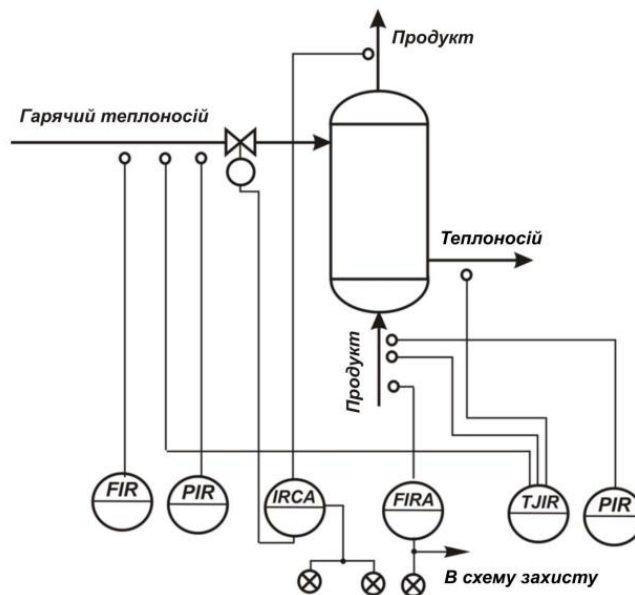 Продукт
Гарячий теплоносій
Теплоносій
Продукт
FIR
PIR
IRCA
FIRA
TJIR
PIR
В схему захисту